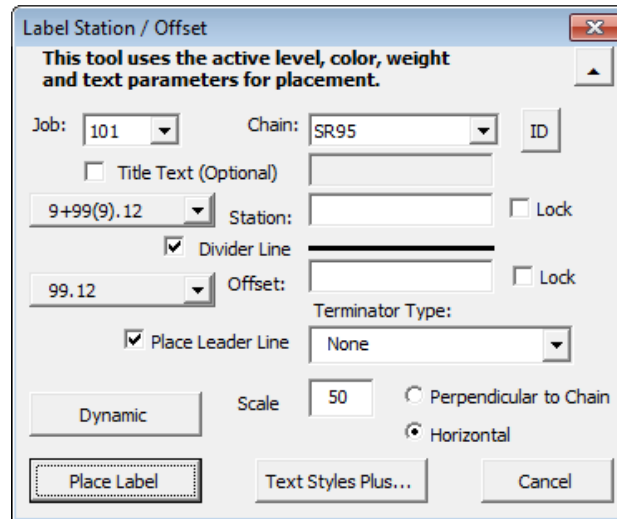 Label Station / Offset
This tool uses the active level, color, weight
and text parameters for placement.
Job: 101 Chain: SR95 ID
Title Text (Optional)
9+99(9).12 Station: Lock
Divider Line
99.12 Offset: Lock
Terminator Type:
Place Leader Line None
Scale 50 Perpendicular to Chain
Dynamic
Horizontal
Place Label Text Styles Plus... Cancel